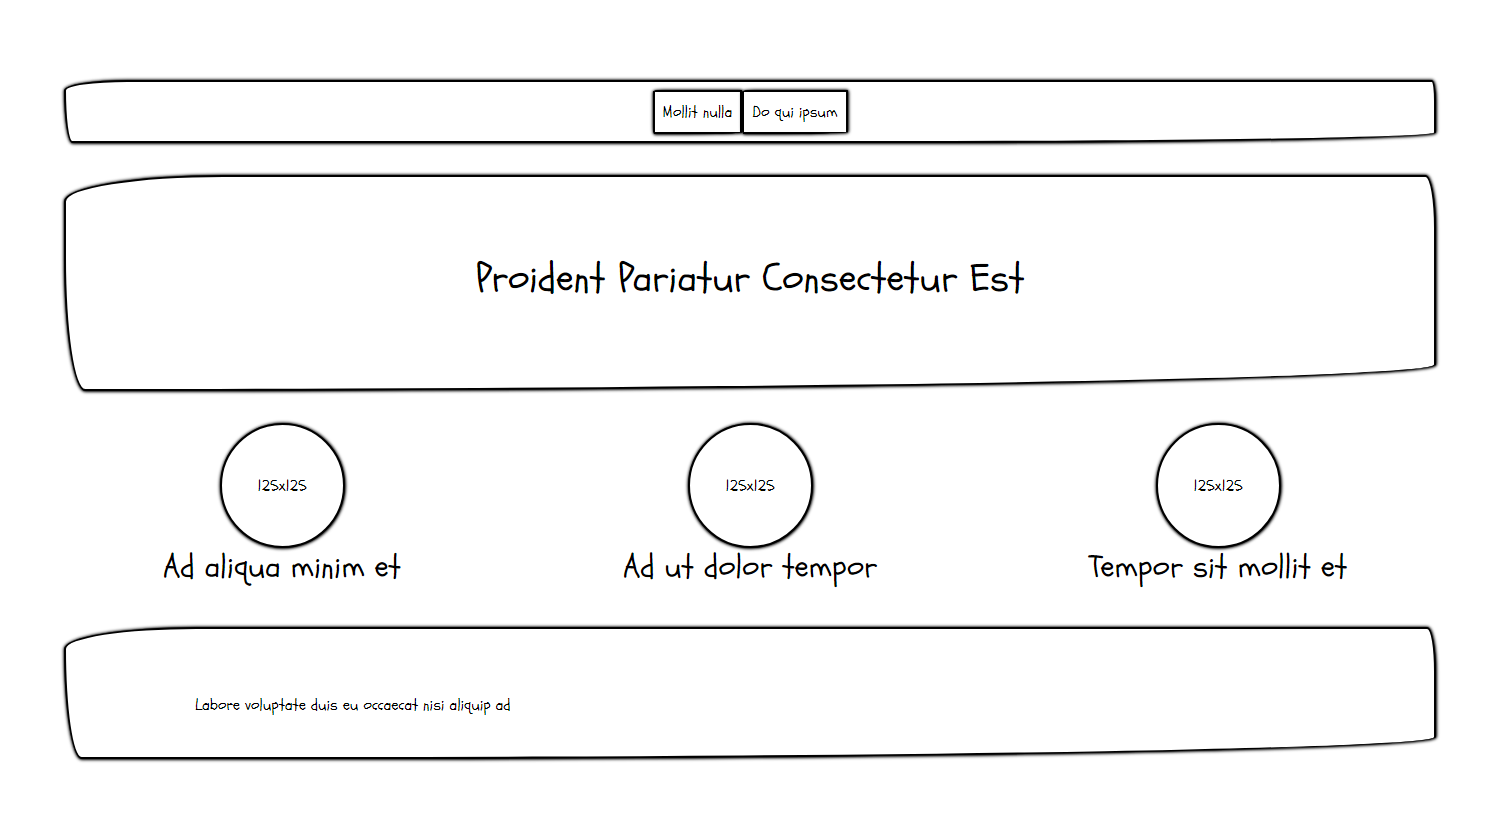 Mollit nulla Do qui ipsum
Proident Pariatur Consectetur Est
125x125 125x125 125x125
Ad aliqua minim et Ad ut dolor tempor Tempor sit mollit et
Labore voluptate duis eu occaecat nisi aliquip ad